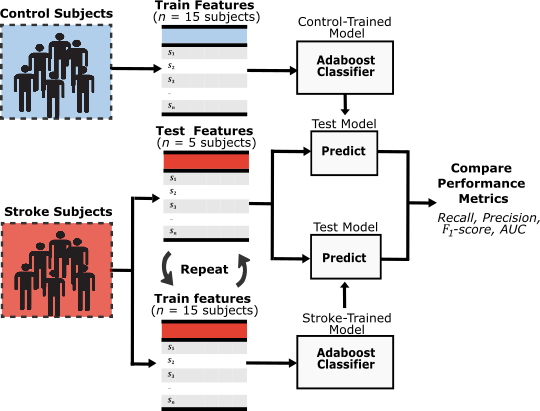 Control Subjects
Train Features
(n = 15 subjects)
s1
s2
s3
..
sn
Control-Trained
Model
Adaboost
Classifier
Test Features
(n = 5 subjects)
s1
s2
s3
..
sn
Test Model
Predict
Compare
Performance
Metrics
Recall, Precision,
F1-score, AUC
Stroke Subjects
Test Model
Predict
Repeat
Train features
(n = 15 subjects)
s1
s2
s3
..
sn
Stroke-Trained
Model
Adaboost
Classifier